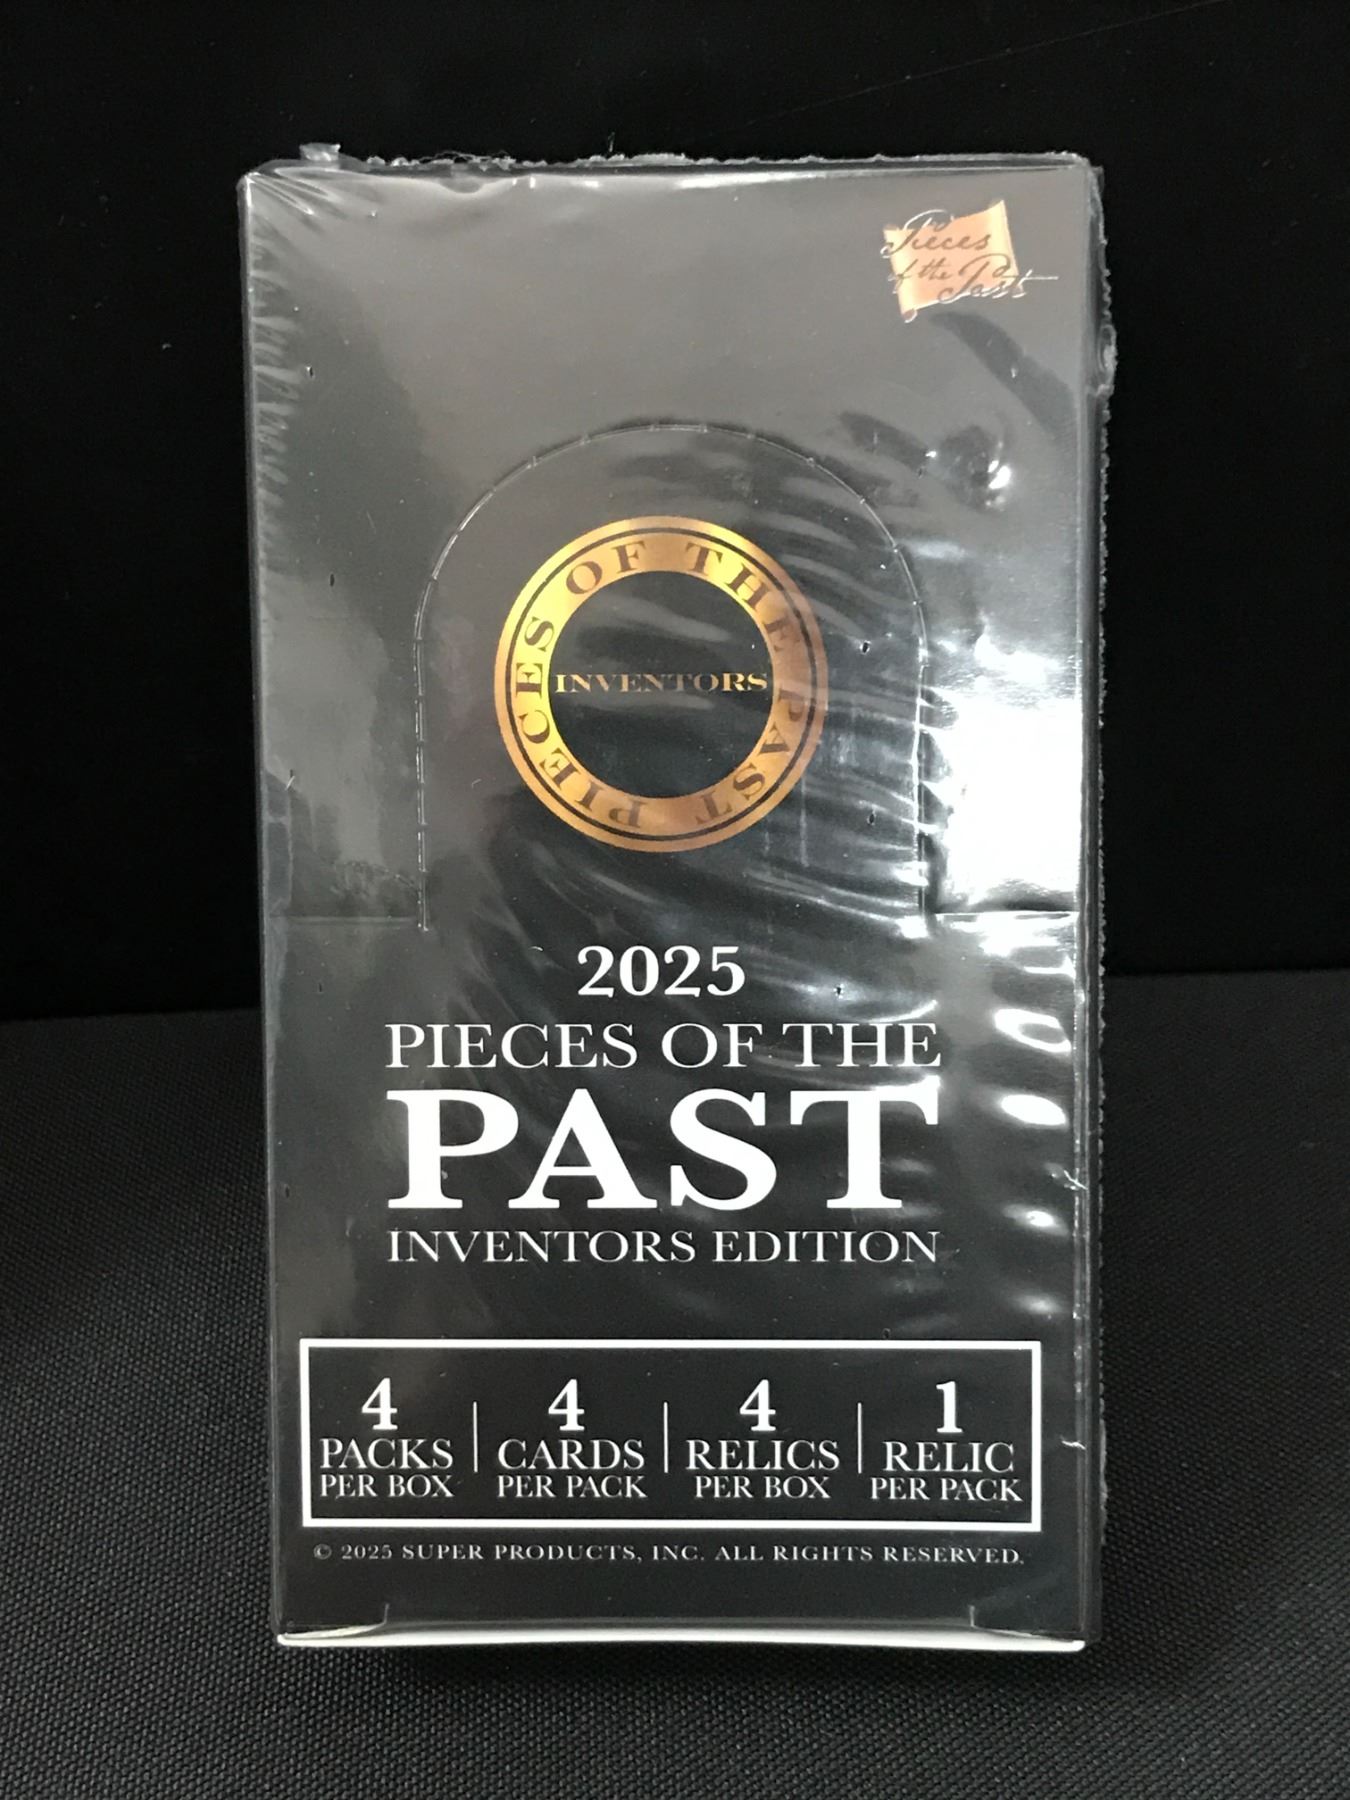 Pieces
of the Past
PIECES OF THE PAST
INVENTORS
2025
PIECES OF THE
PAST
INVENTORS EDITION
4 4 4 1
PACKS CARDS RELICS RELIC
PER BOX PER PACK PER BOX PER PACK
© 2025 SUPER PRODUCTS, INC. ALL RIGHTS RESERVED.